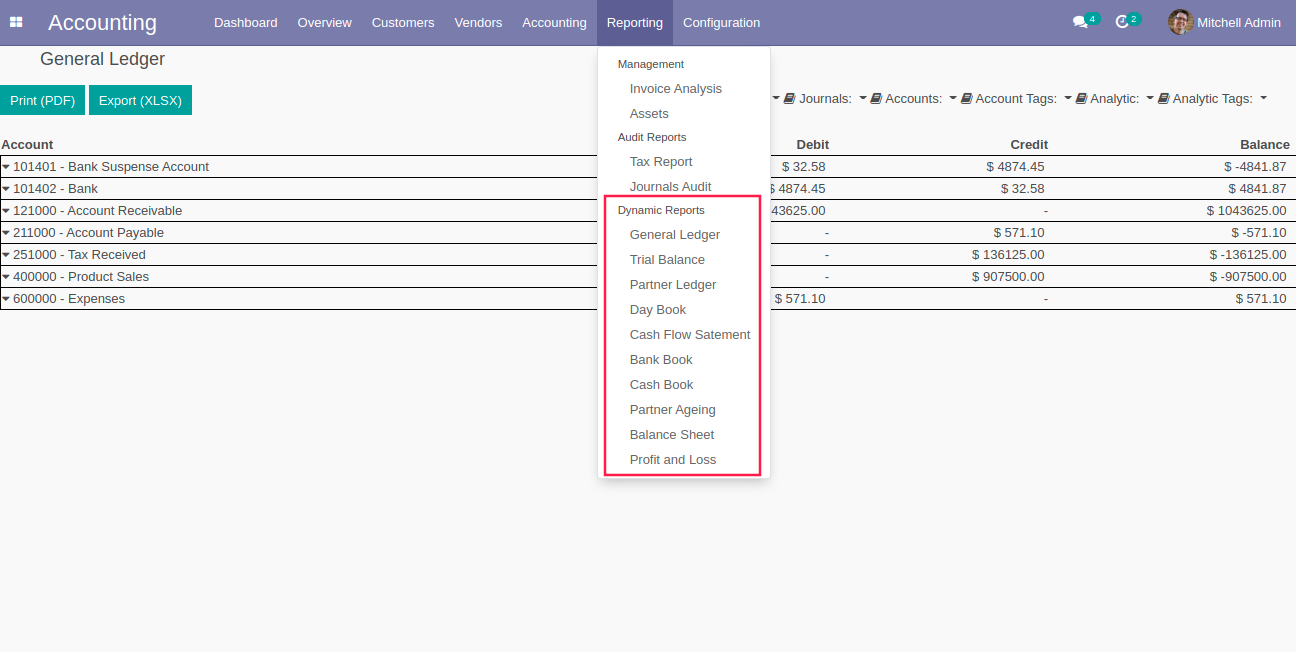 Accounting Dashboard Overview Customers Vendors Accounting Reporting Configuration 4 2 Mitchell Admin
General Ledger
Print (PDF) Export (XLSX) Journals: Accounts: Account Tags: Analytic: Analytic Tags:
Management
Invoice Analysis
Assets
Audit Reports
Tax Report
Journals Audit
Dynamic Reports
General Ledger
Trial Balance
Partner Ledger
Day Book
Cash Flow Satement
Bank Book
Cash Book
Partner Ageing
Balance Sheet
Profit and Loss
Account Debit Credit Balance
101401 - Bank Suspense Account $ 32.58 $ 4874.45 $ -4841.87
101402 - Bank $ 4874.45 $ 32.58 $ 4841.87
121000 - Account Receivable 43625.00 - $ 1043625.00
211000 - Account Payable - $ 571.10 $ -571.10
251000 - Tax Received - $ 136125.00 $ -136125.00
400000 - Product Sales - $ 907500.00 $ -907500.00
600000 - Expenses $ 571.10 - $ 571.10